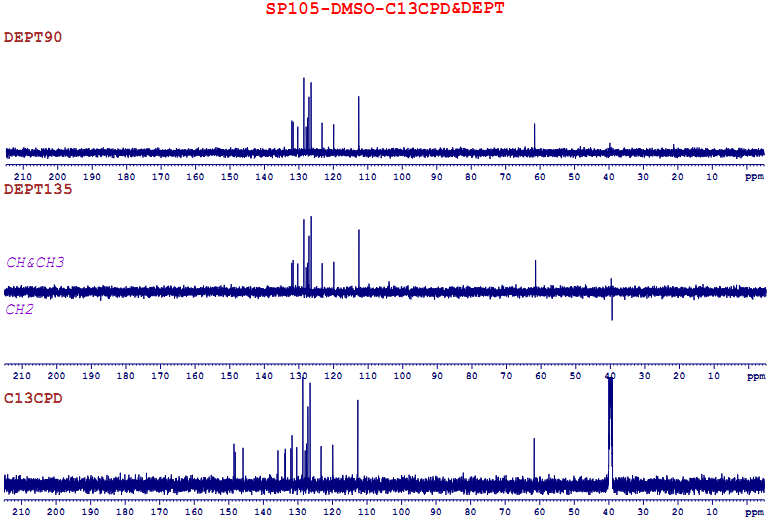 SP105-DMSO-C13CPD&DEPT
DEPT90
210 200 190 180 170 160 150 140 130 120 110 100 90 80 70 60 50 40 30 20 10 ppm
DEPT135
CH&CH3
CH2
210 200 190 180 170 160 150 140 130 120 110 100 90 80 70 60 50 40 30 20 10 ppm
C13CPD
210 200 190 180 170 160 150 140 130 120 110 100 90 80 70 60 50 40 30 20 10 ppm